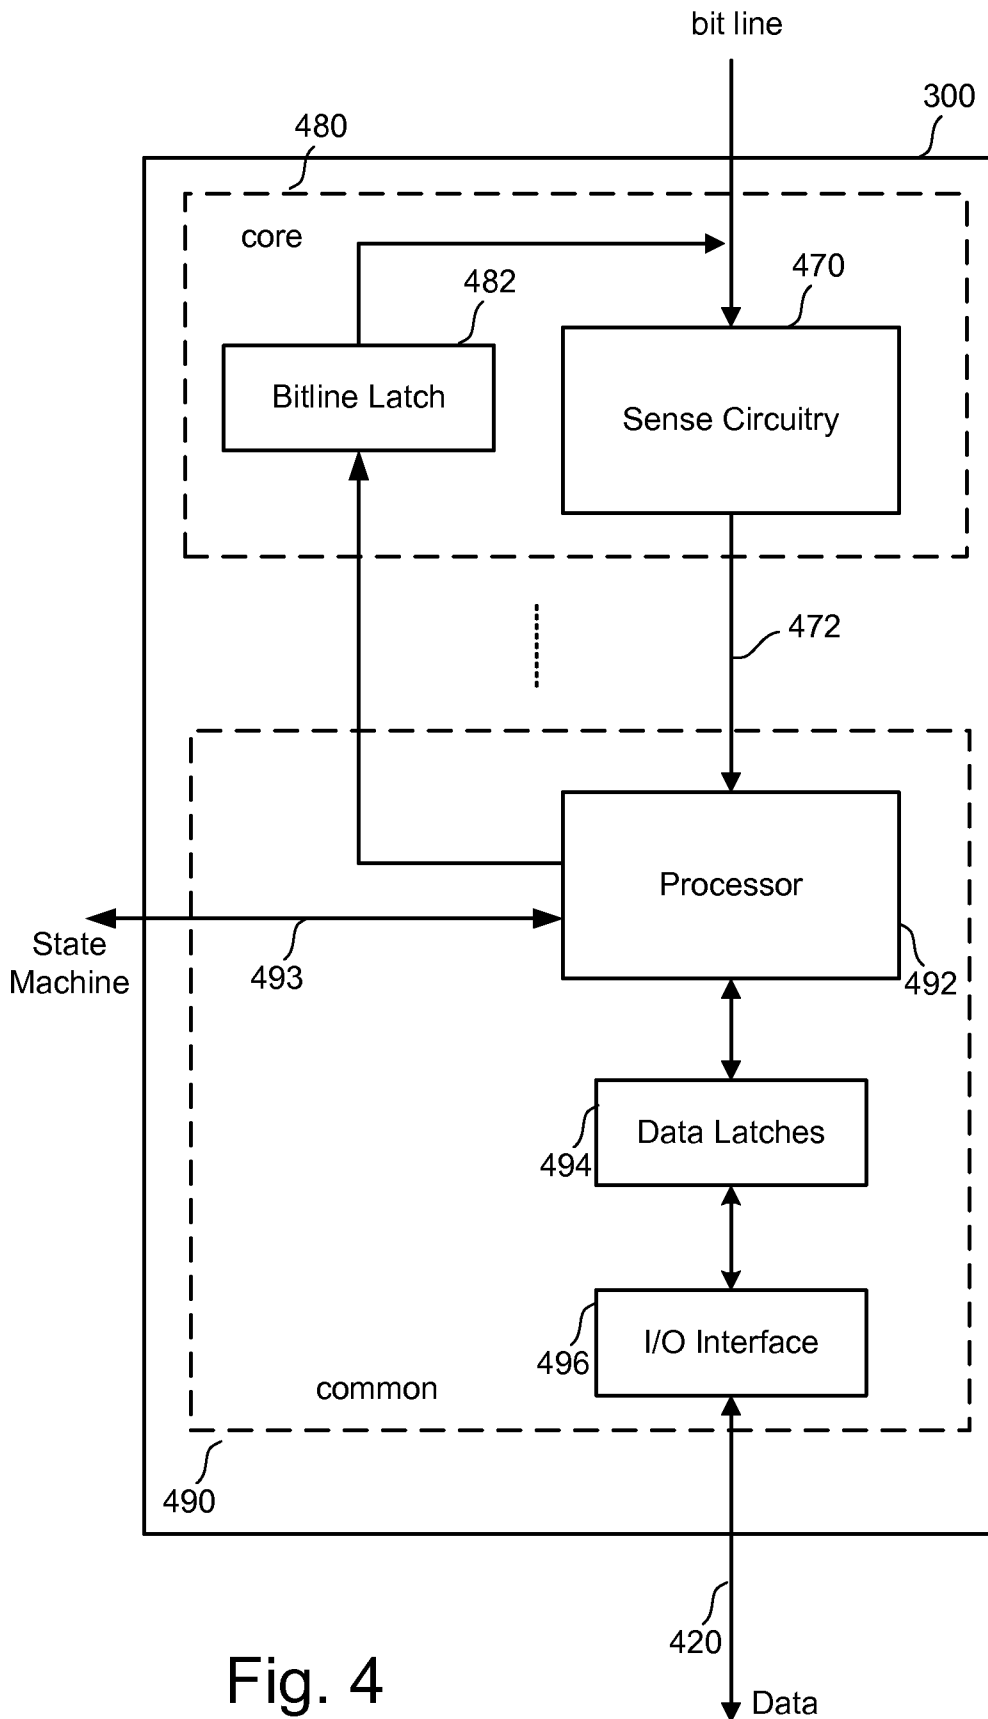 bit line
300
480
core
470
482
Bitline Latch
Sense Circuitry
472
Processor
State
Machine
493
492
Data Latches
494
I/O Interface
496
common
490
420
Fig. 4
Data